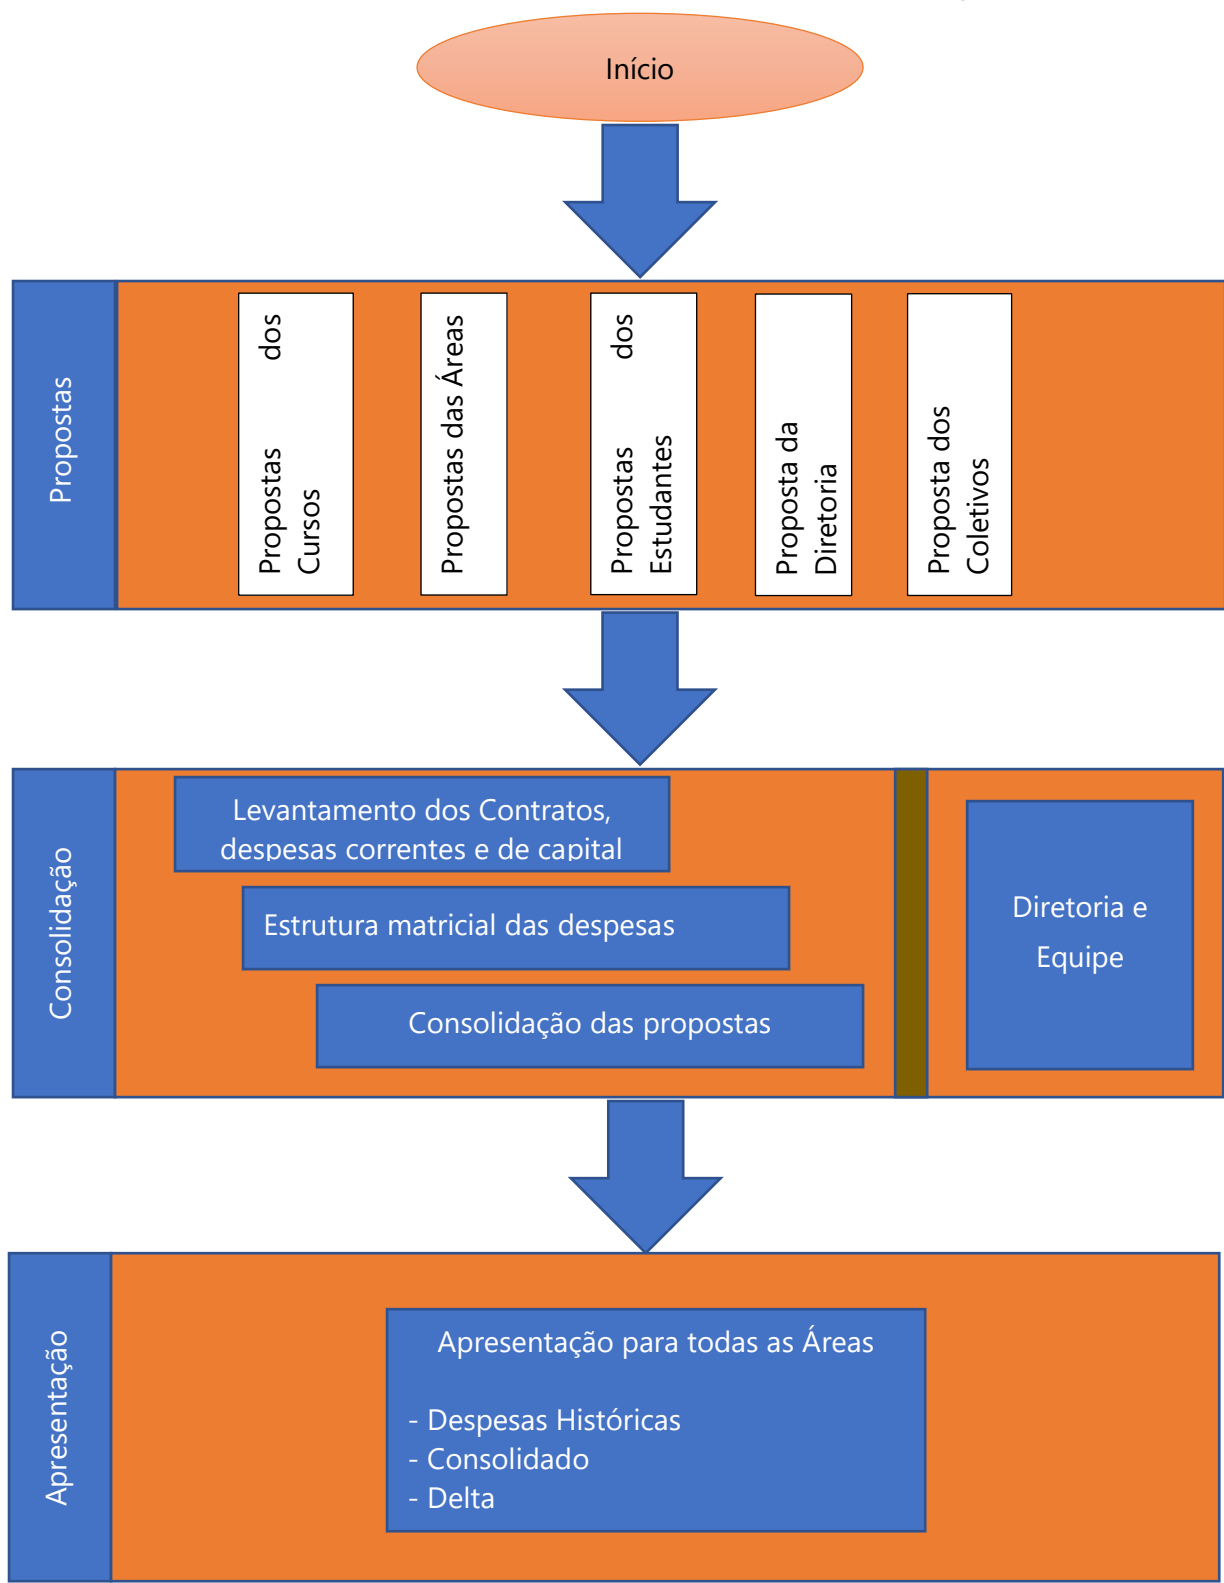 Início
Propostas
Propostas dos
Cursos
Propostas das Áreas
Propostas dos
Estudantes
Proposta da
Diretoria
Proposta dos
Coletivos
Consolidação
Levantamento dos Contratos,
despesas correntes e de capital
Estrutura matricial das despesas
Consolidação das propostas
Diretoria e
Equipe
Apresentação
Apresentação para todas as Áreas
- Despesas Históricas
- Consolidado
- Delta